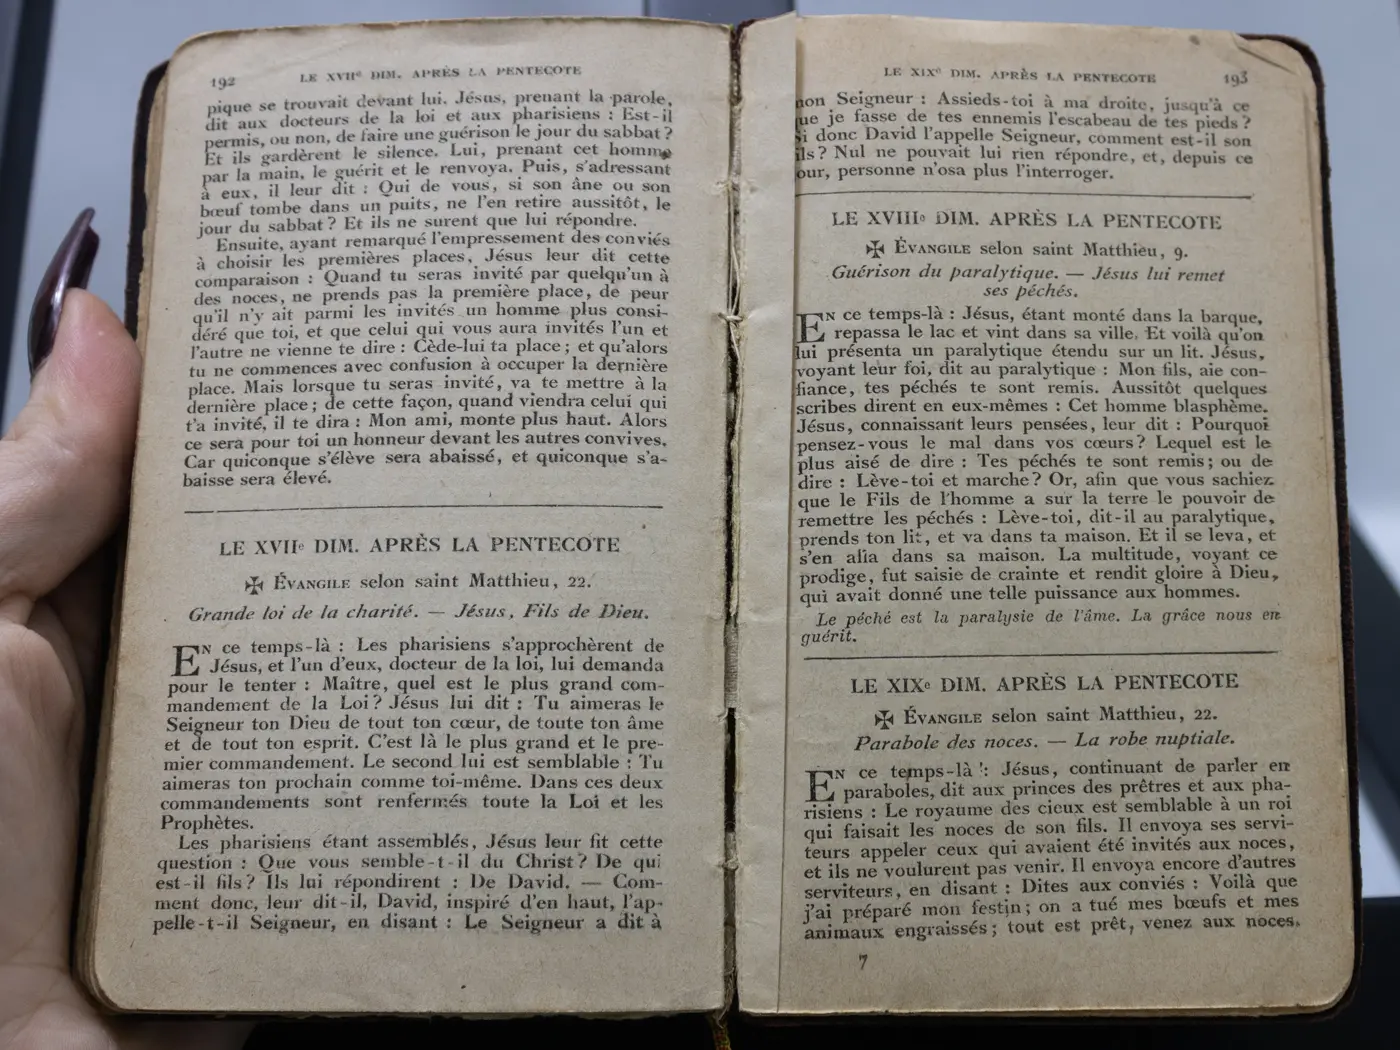 192
LE XVIIe DIM. APRÈS LA PENTECOTE
pique se trouvait devant lui. Jésus, prenant la parole,
dit aux docteurs de la loi et aux pharisiens : Est-il
permis, ou non, de faire une guérison le jour du sabbat ?
Et ils gardèrent le silence. Lui, prenant cet homme
par la main, le guérit et le renvoya. Puis, s'adressant
à eux, il leur dit : Qui de vous, si son âne ou son
bœuf tombe dans un puits, ne l'en retire aussitôt, le
jour du sabbat ? Et ils ne surent que lui répondre.
Ensuite, ayant remarqué l'empressement des conviés
à choisir les premières places, Jésus leur dit cette
comparaison : Quand tu seras invité par quelqu'un à
des noces, ne prends pas la première place, de peur
qu'il n'y ait parmi les invités un homme plus consi-
déré que toi, et que celui qui vous aura invités l'un et
l'autre ne vienne te dire : Cède-lui ta place ; et qu'alors
tu ne commences avec confusion à occuper la dernière
place. Mais lorsque tu seras invité, va te mettre à la
dernière place ; de cette façon, quand viendra celui qui
t'a invité, il te dira : Mon ami, monte plus haut. Alors
ce sera pour toi un honneur devant les autres convives.
Car quiconque s'élève sera abaissé, et quiconque s'a-
baisse sera élevé.
LE XVIIe DIM. APRÈS LA PENTECOTE
✠ ÉVANGILE selon saint Matthieu, 22.
Grande loi de la charité. — Jésus, Fils de Dieu.
EN ce temps-là : Les pharisiens s'approchèrent de
Jésus, et l'un d'eux, docteur de la loi, lui demanda
pour le tenter : Maître, quel est le plus grand com-
mandement de la Loi ? Jésus lui dit : Tu aimeras le
Seigneur ton Dieu de tout ton cœur, de toute ton âme
et de tout ton esprit. C'est là le plus grand et le pre-
mier commandement. Le second lui est semblable : Tu
aimeras ton prochain comme toi-même. Dans ces deux
commandements sont renfermés toute la Loi et les
Prophètes.
Les pharisiens étant assemblés, Jésus leur fit cette
question : Que vous semble-t-il du Christ ? De qui
est-il fils ? Ils lui répondirent : De David. — Com-
ment donc, leur dit-il, David, inspiré d'en haut, l'ap-
pelle-t-il Seigneur, en disant : Le Seigneur a dit à
LE XIXe DIM. APRÈS LA PENTECOTE
193
mon Seigneur : Assieds-toi à ma droite, jusqu'à ce
que je fasse de tes ennemis l'escabeau de tes pieds ?
Si donc David l'appelle Seigneur, comment est-il son
fils ? Nul ne pouvait lui rien répondre, et, depuis ce
jour, personne n'osa plus l'interroger.
LE XVIIIe DIM. APRÈS LA PENTECOTE
✠ ÉVANGILE selon saint Matthieu, 9.
Guérison du paralytique. — Jésus lui remet
ses péchés.
EN ce temps-là : Jésus, étant monté dans la barque,
repassa le lac et vint dans sa ville. Et voilà qu'on
lui présenta un paralytique étendu sur un lit. Jésus,
voyant leur foi, dit au paralytique : Mon fils, aie con-
fiance, tes péchés te sont remis. Aussitôt quelques
scribes dirent en eux-mêmes : Cet homme blasphème.
Jésus, connaissant leurs pensées, leur dit : Pourquoi
pensez-vous le mal dans vos cœurs ? Lequel est le
plus aisé de dire : Tes péchés te sont remis ; ou de
dire : Lève-toi et marche ? Or, afin que vous sachiez
que le Fils de l'homme a sur la terre le pouvoir de
remettre les péchés : Lève-toi, dit-il au paralytique,
prends ton lit, et va dans ta maison. Et il se leva, et
s'en alla dans sa maison. La multitude, voyant ce
prodige, fut saisie de crainte et rendit gloire à Dieu,
qui avait donné une telle puissance aux hommes.
Le péché est la paralysie de l'âme. La grâce nous en
guérit.
LE XIXe DIM. APRÈS LA PENTECOTE
✠ ÉVANGILE selon saint Matthieu, 22.
Parabole des noces. — La robe nuptiale.
EN ce temps-là : Jésus, continuant de parler en
paraboles, dit aux princes des prêtres et aux pha-
risiens : Le royaume des cieux est semblable à un roi
qui faisait les noces de son fils. Il envoya ses servi-
teurs appeler ceux qui avaient été invités aux noces,
et ils ne voulurent pas venir. Il envoya encore d'autres
serviteurs, en disant : Dites aux conviés : Voilà que
j'ai préparé mon festin ; on a tué mes bœufs et mes
animaux engraissés ; tout est prêt, venez aux noces.
7